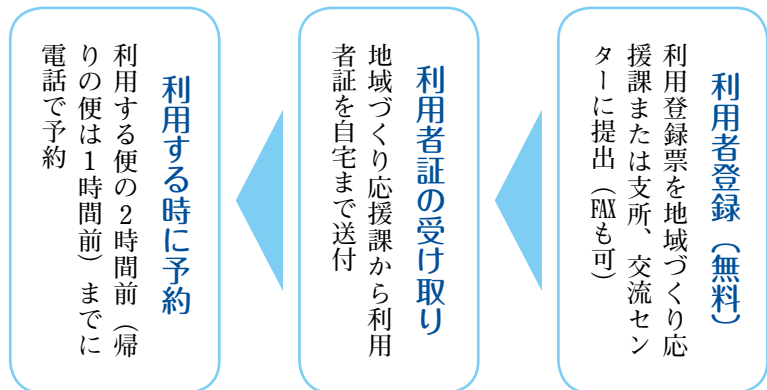 利用者登録（無料）
利用登録票を地域づくり応
援課または支所、交流セン
ターに提出（FAXも可）
利用者証の受け取り
地域づくり応援課から利用
者証を自宅まで送付
利用する時に予約
利用する便の2時間前（帰
りの便は1時間前）までに
電話で予約